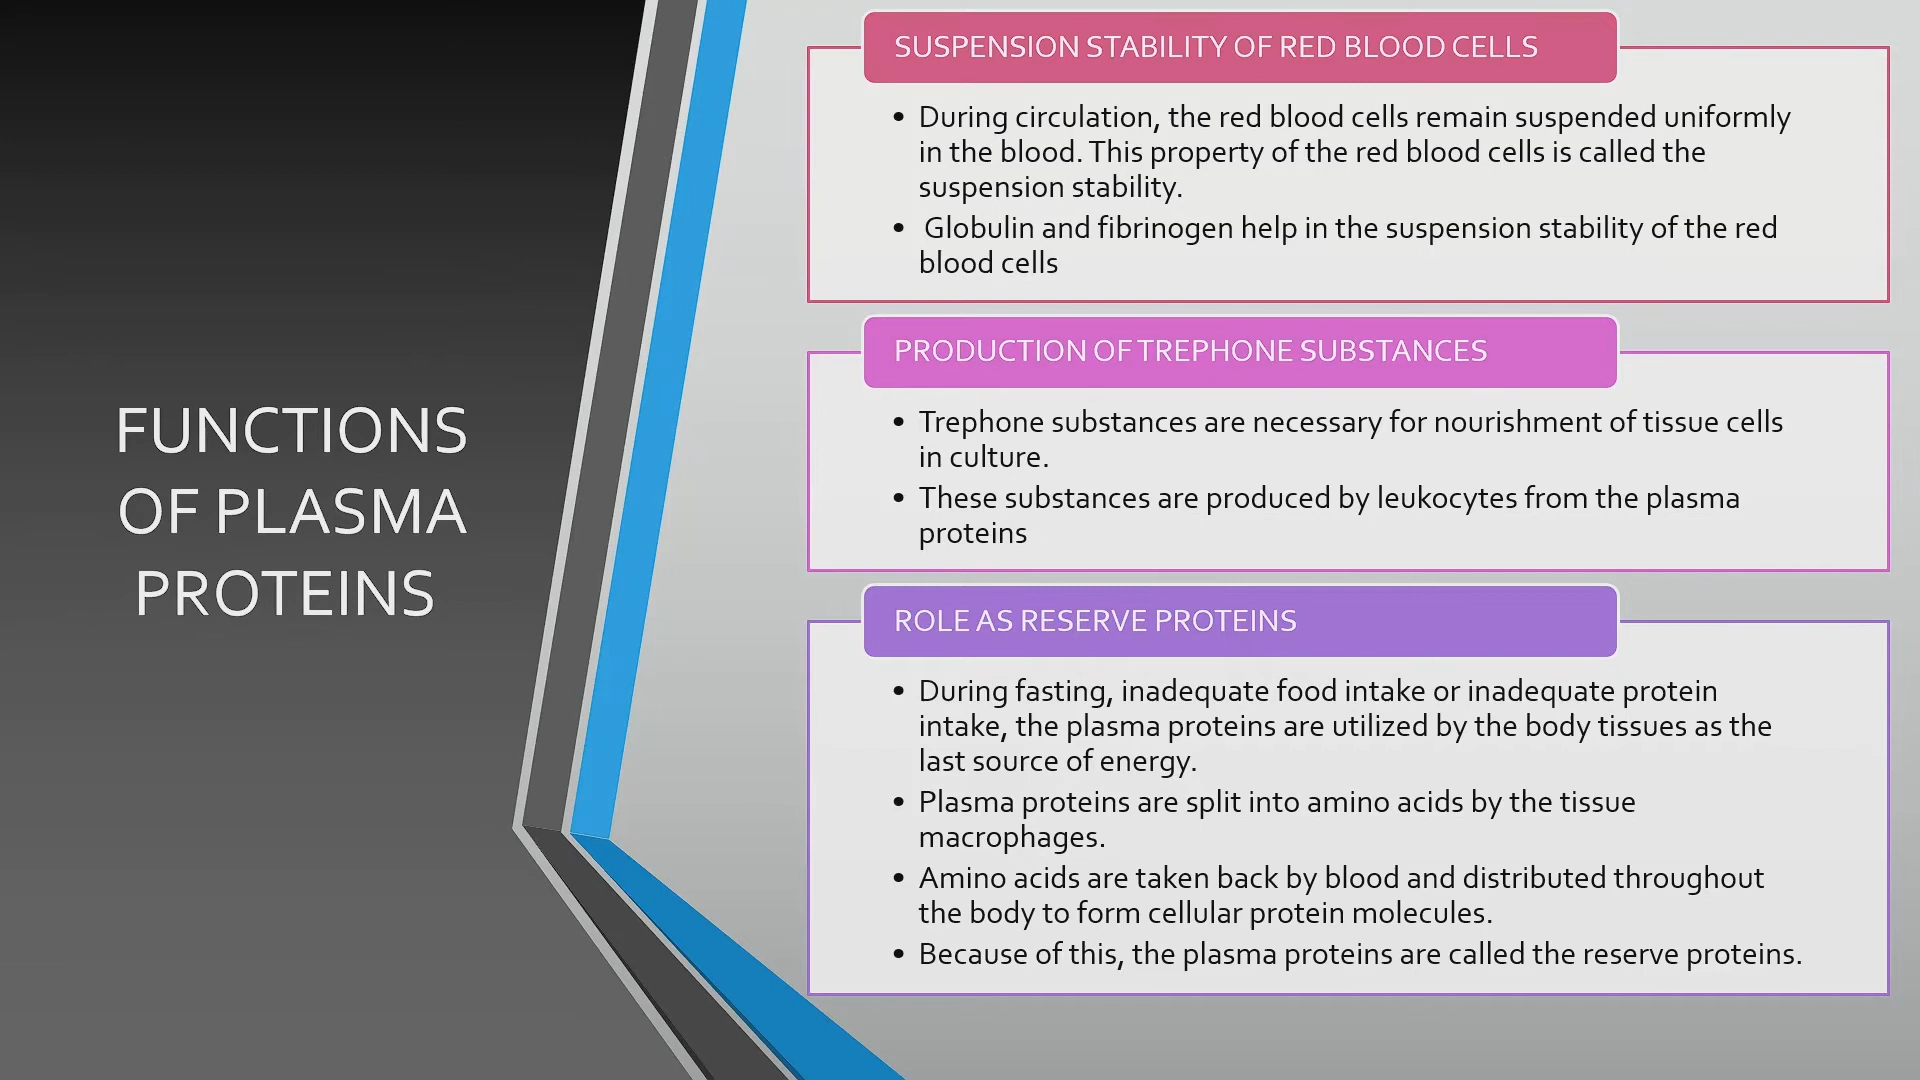 FUNCTIONS
OF PLASMA
PROTEINS
SUSPENSION STABILITY OF RED BLOOD CELLS
• During circulation, the red blood cells remain suspended uniformly
in the blood. This property of the red blood cells is called the
suspension stability.
• Globulin and fibrinogen help in the suspension stability of the red
blood cells
PRODUCTION OF TREPHONE SUBSTANCES
• Trephone substances are necessary for nourishment of tissue cells
in culture.
• These substances are produced by leukocytes from the plasma
proteins
ROLE AS RESERVE PROTEINS
• During fasting, inadequate food intake or inadequate protein
intake, the plasma proteins are utilized by the body tissues as the
last source of energy.
• Plasma proteins are split into amino acids by the tissue
macrophages.
• Amino acids are taken back by blood and distributed throughout
the body to form cellular protein molecules.
• Because of this, the plasma proteins are called the reserve proteins.